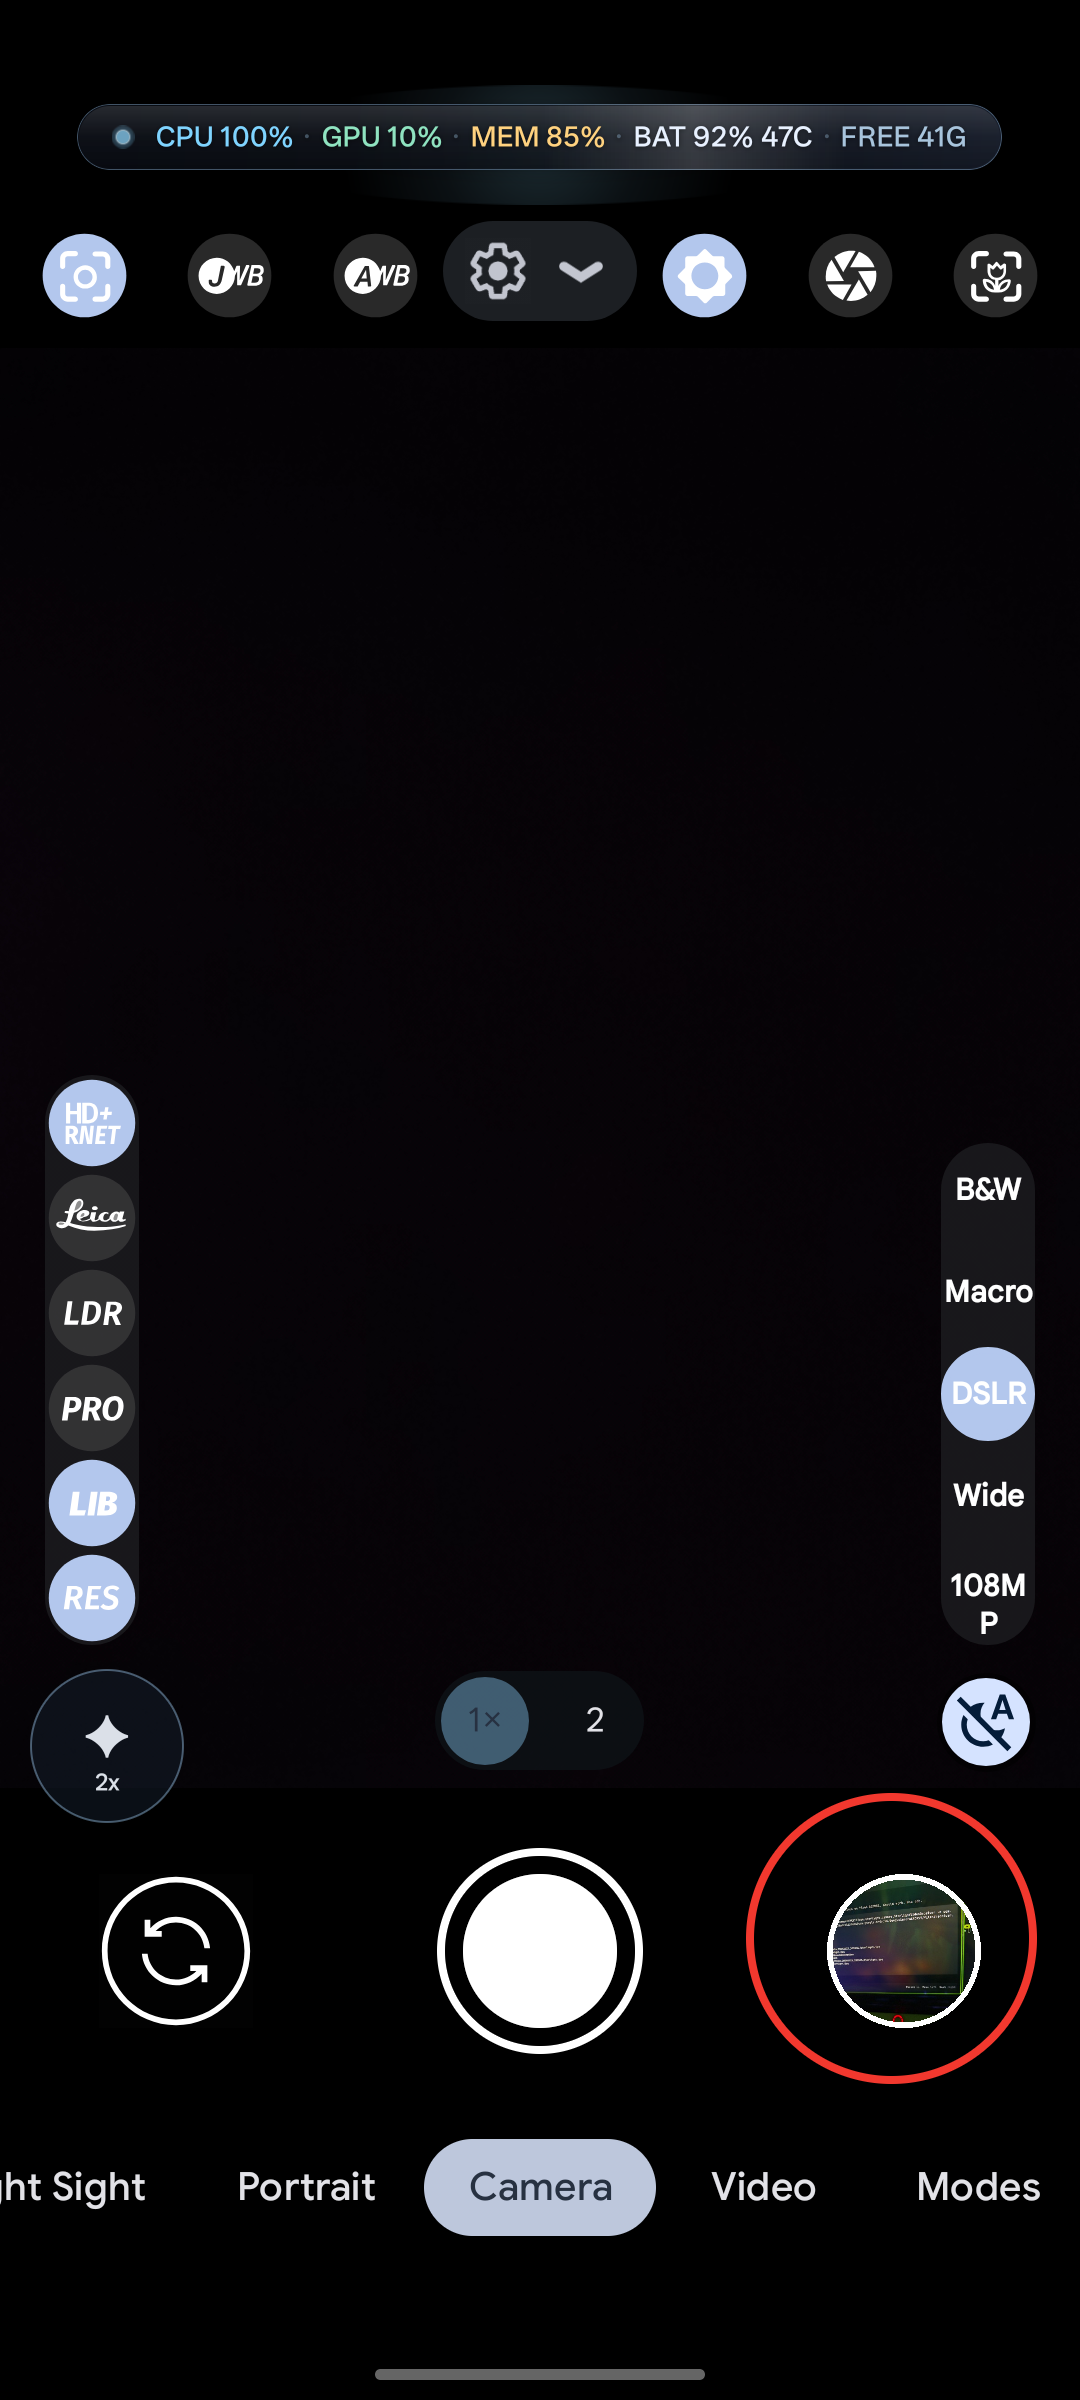 CPU 100% · GPU 10% · MEM 85% · BAT 92% 47C · FREE 41G
JWB AWB
HD+
RNET
Leica
LDR
PRO
LIB
RES
B&W
Macro
DSLR
Wide
108M
P
2x
1× 2
A
ght Sight Portrait Camera Video Modes